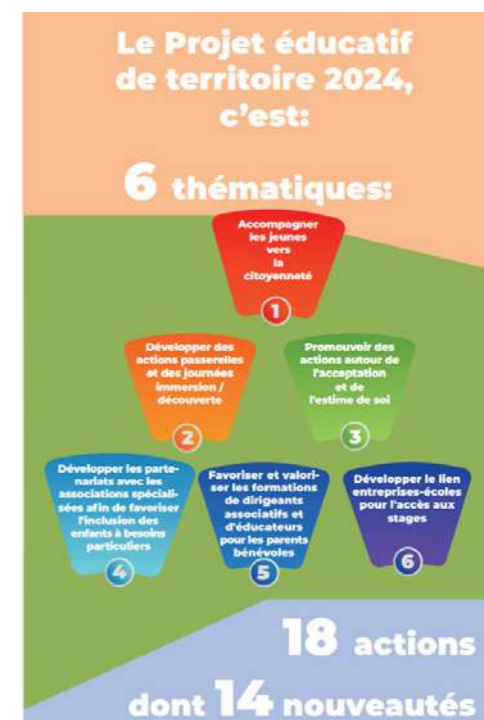 Le Projet éducatif
de territoire 2024,
c'est:
6 thématiques:
Accompagner
les jeunes
vers
la
citoyenneté
1
Développer des
actions passerelles
et des journées
immersion /
découverte
2
Promouvoir des
actions autour de
l'acceptation
et de
l'estime de soi
3
Développer les parte-
nariats avec les
associations spéciali-
sées afin de favoriser
l'inclusion des
enfants à besoins
particuliers
4
Favoriser et valori-
ser les formations
de dirigeants
associatifs et
d'éducateurs
pour les parents
bénévoles
5
Développer le lien
entreprises-écoles
pour l'accès aux
stages
6
18 actions
dont 14 nouveautés